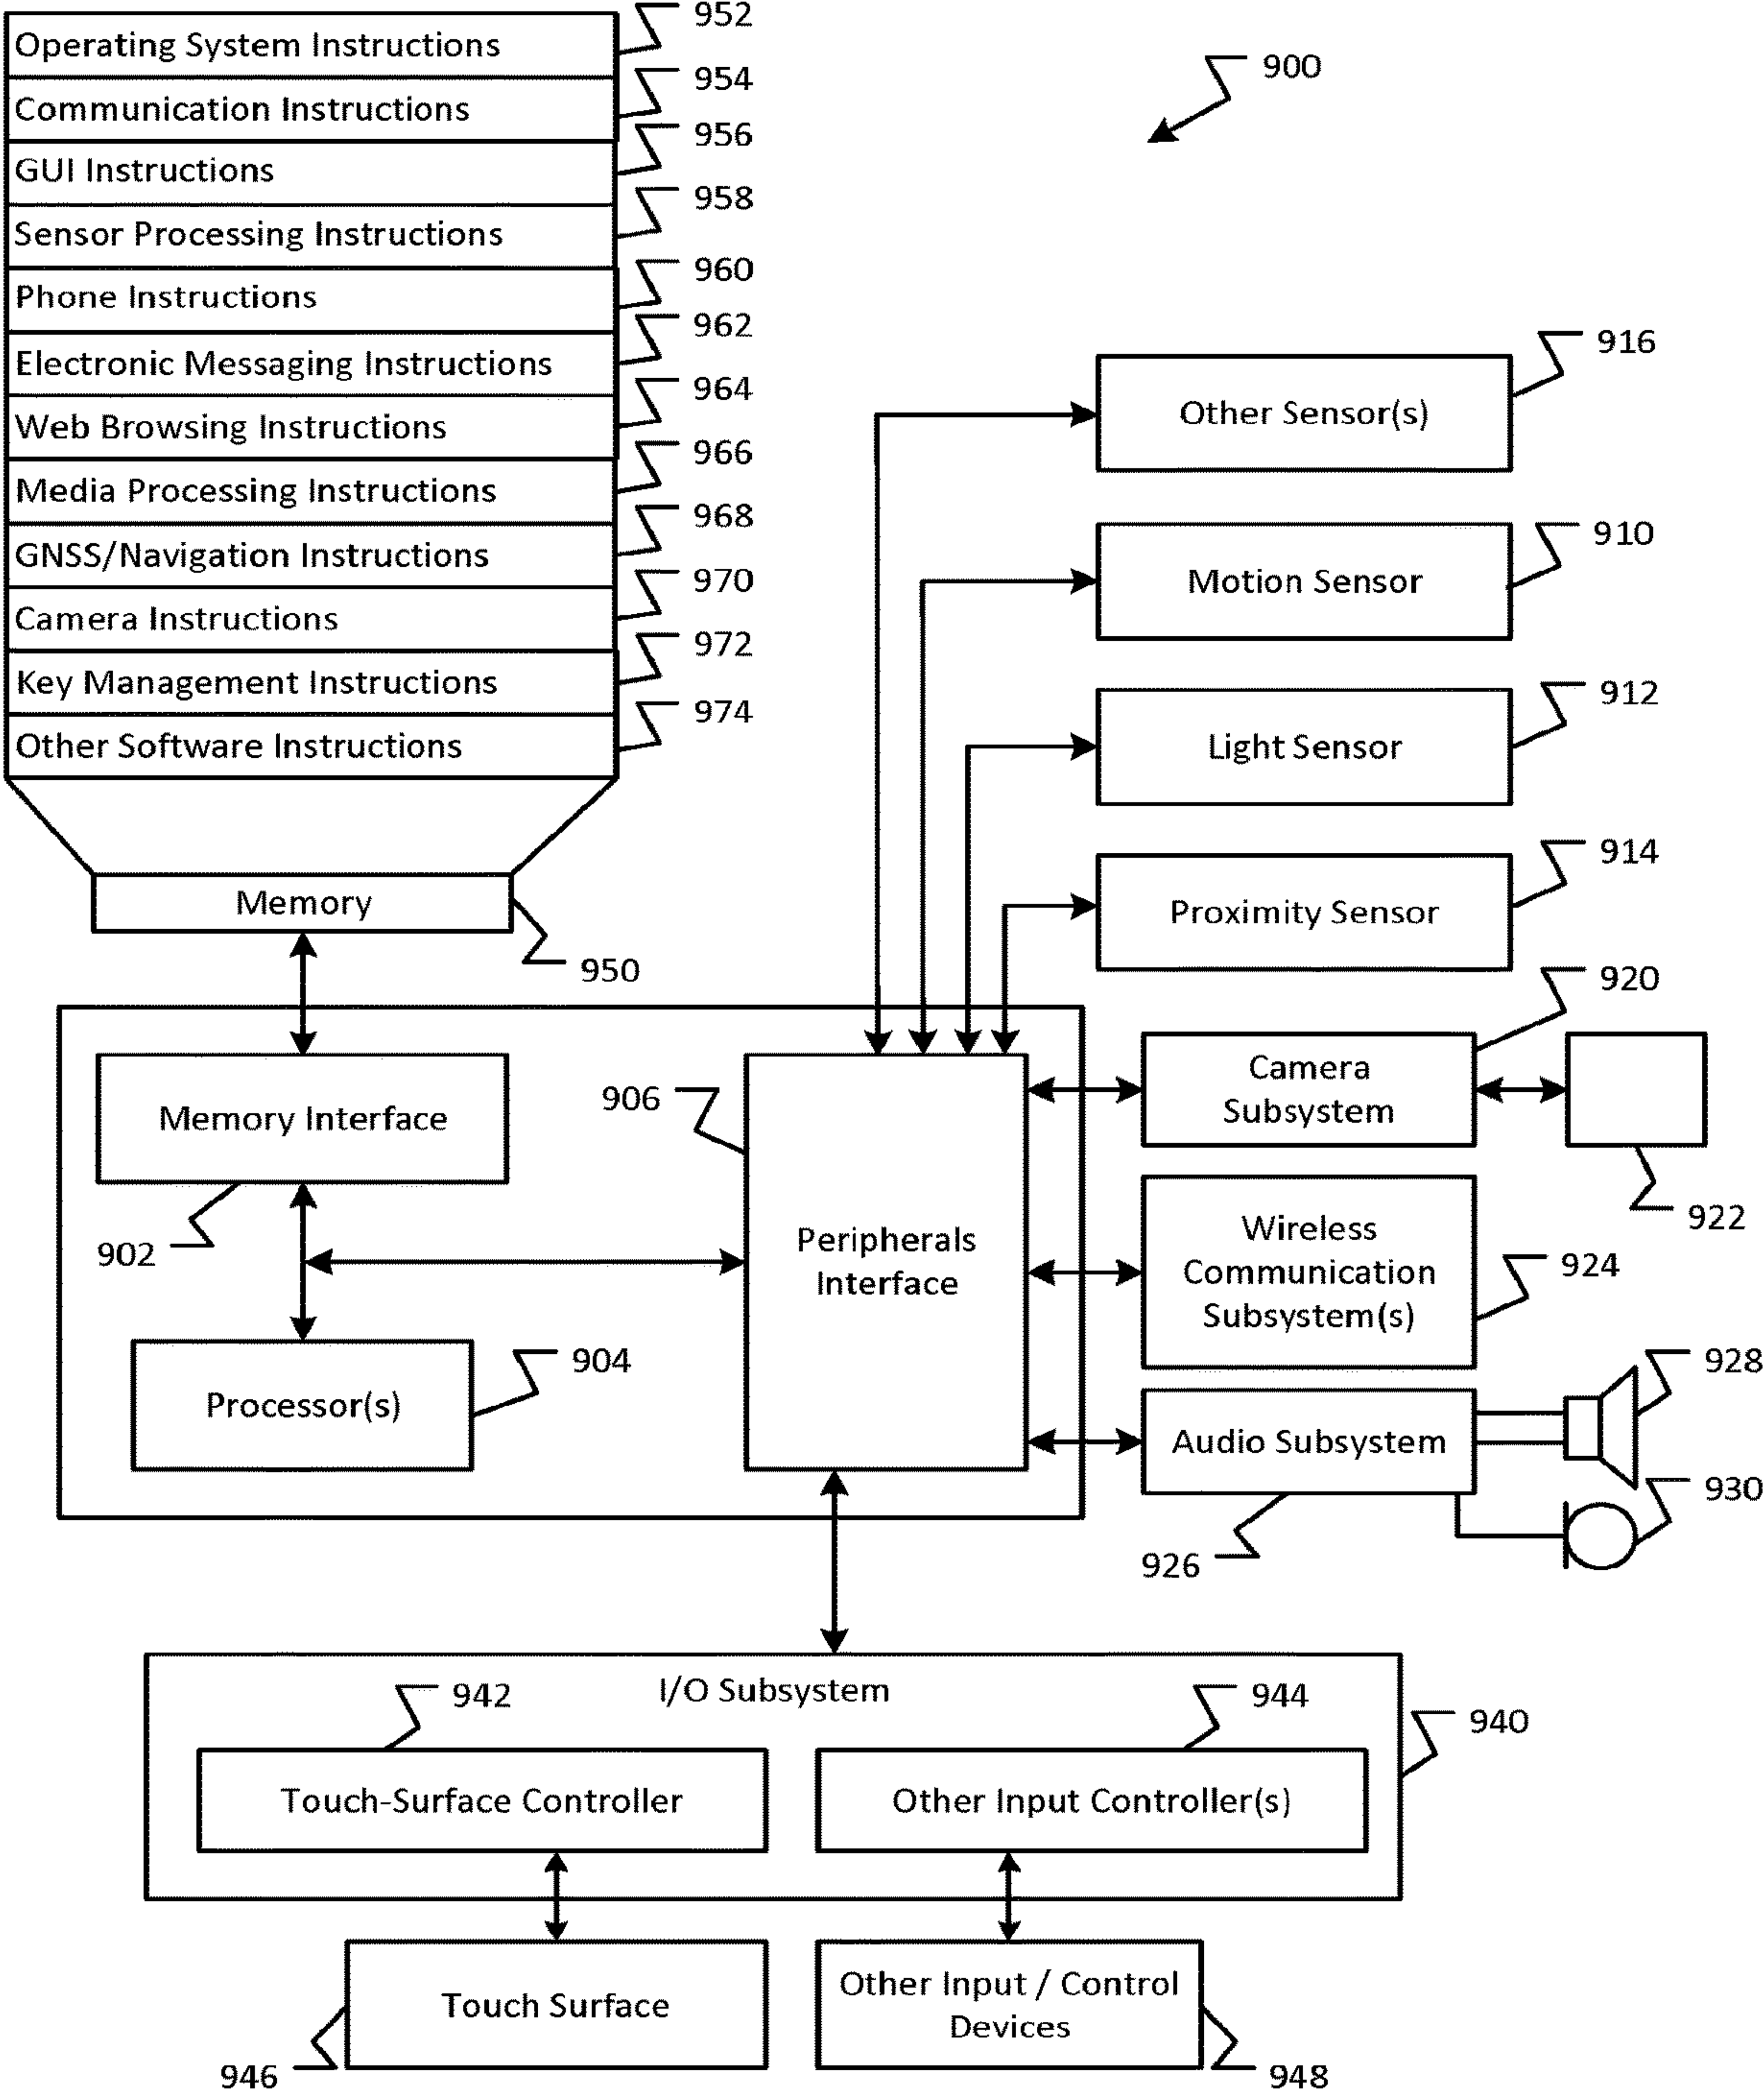 Operating System Instructions
952
Communication Instructions
954
GUI Instructions
956
Sensor Processing Instructions
958
Phone Instructions
960
Electronic Messaging Instructions
962
Web Browsing Instructions
964
Media Processing Instructions
966
GNSS/Navigation Instructions
968
Camera Instructions
970
Key Management Instructions
972
Other Software Instructions
974
Memory
950
900
Other Sensor(s)
916
Motion Sensor
910
Light Sensor
912
Proximity Sensor
914
Memory Interface
902
Processor(s)
904
906
Peripherals
Interface
Camera
Subsystem
920
922
Wireless
Communication
Subsystem(s)
924
Audio Subsystem
926
928
930
I/O Subsystem
940
942
Touch-Surface Controller
944
Other Input Controller(s)
Touch Surface
946
Other Input / Control
Devices
948